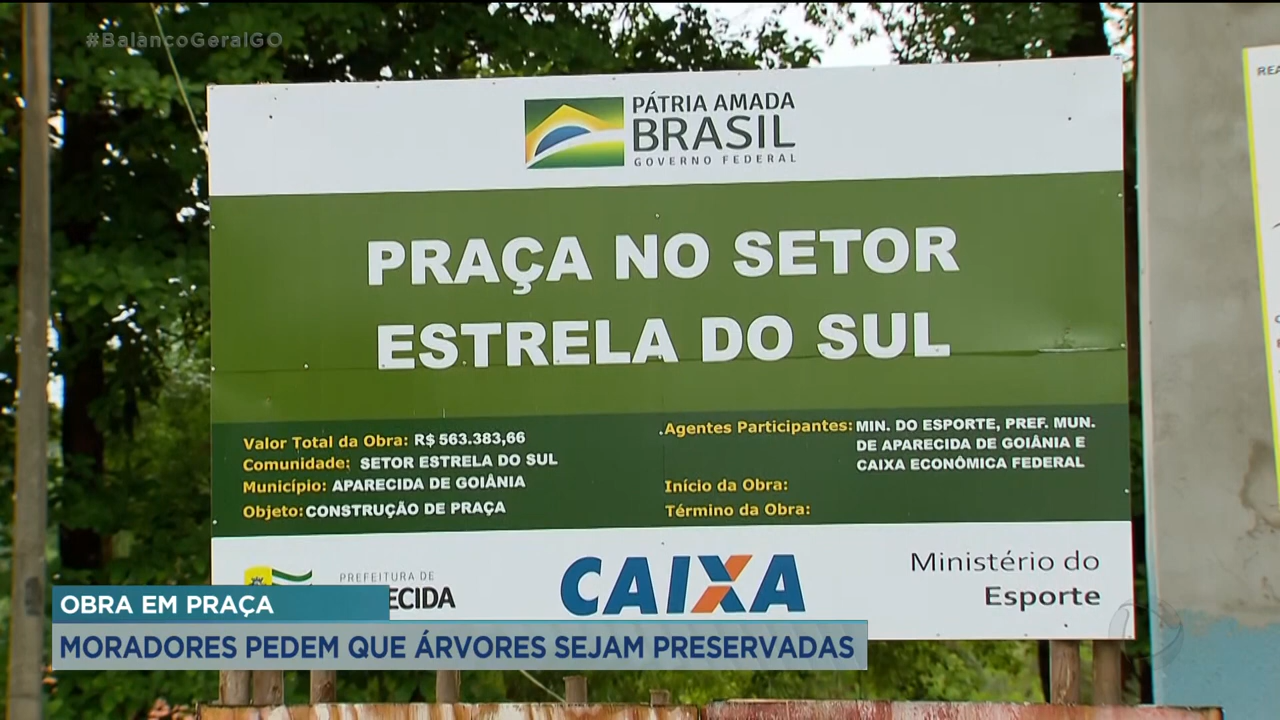 #BalancoGeralGO
PÁTRIA AMADA
BRASIL
GOVERNO FEDERAL
PRAÇA NO SETOR
ESTRELA DO SUL
Valor Total da Obra: R$ 563.383,66
Comunidade: SETOR ESTRELA DO SUL
Município: APARECIDA DE GOIÂNIA
Objeto: CONSTRUÇÃO DE PRAÇA
Agentes Participantes: MIN. DO ESPORTE, PREF. MUN.
DE APARECIDA DE GOIÂNIA E
CAIXA ECONÔMICA FEDERAL
Início da Obra:
Término da Obra:
PREFEITURA DE
ECIDA
CAIXA
Ministério do
Esporte
REA
OBRA EM PRAÇA
MORADORES PEDEM QUE ÁRVORES SEJAM PRESERVADAS